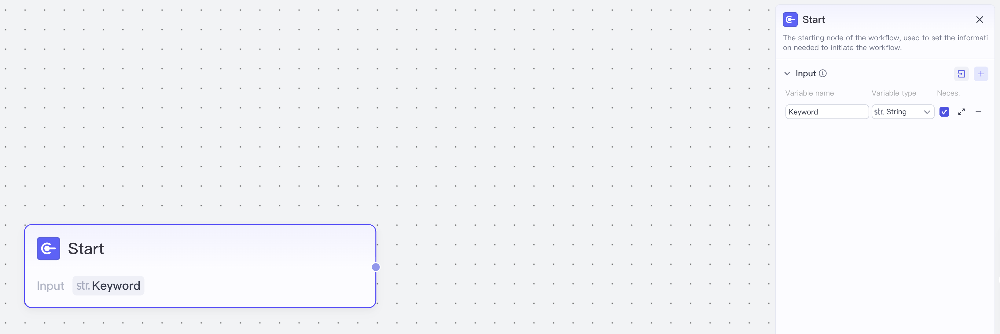 Start
The starting node of the workflow, used to set the informati
on needed to initiate the workflow.
Input
Variable name Variable type Neces.
Keyword str. String
Start
Input str. Keyword